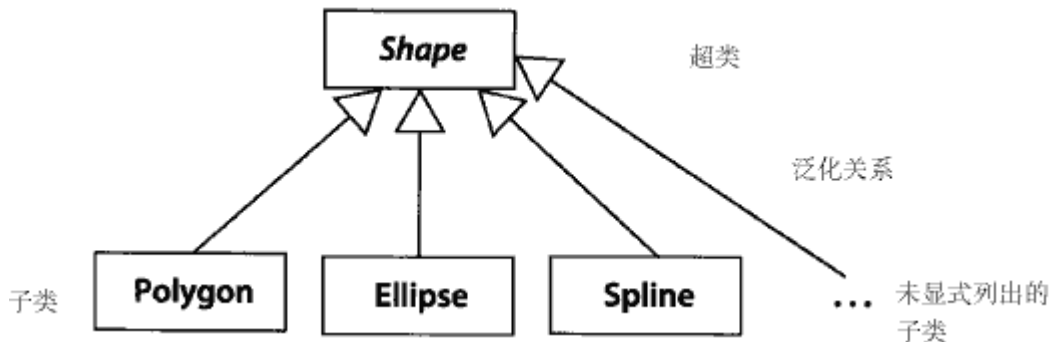 Shape
超类
泛化关系
子类
Polygon
Ellipse
Spline
...
未显式列出的
子类